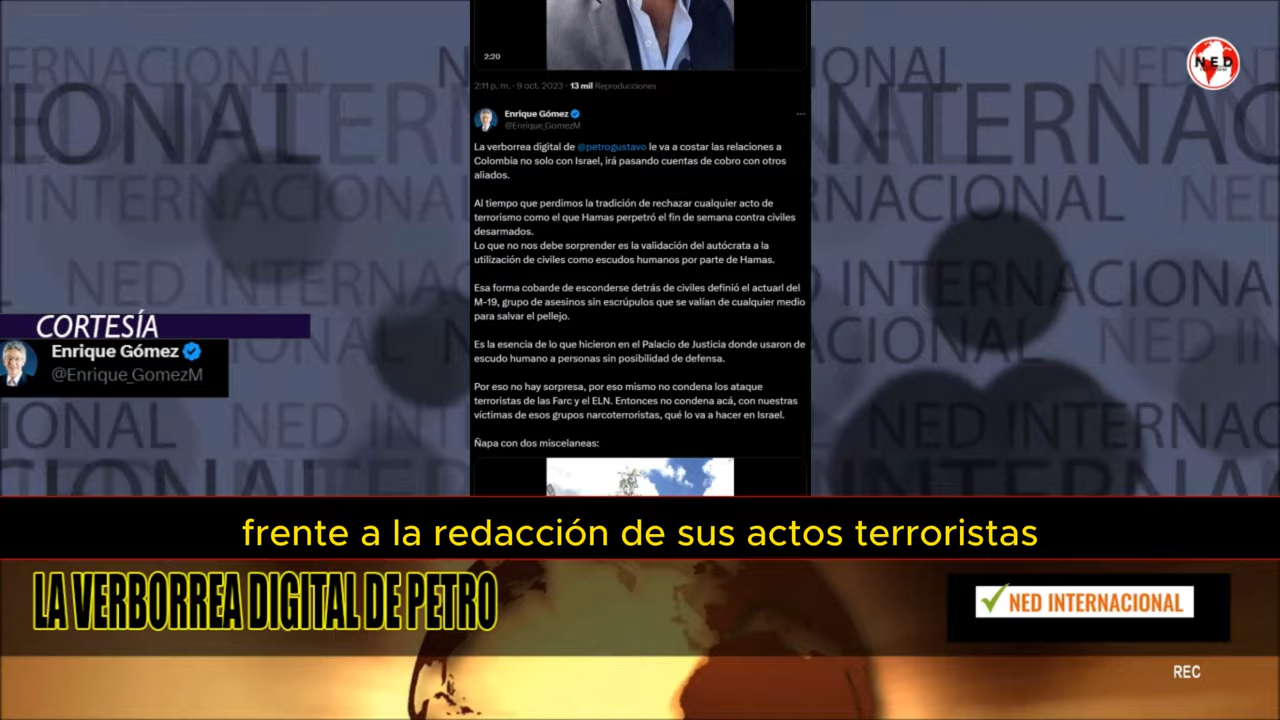 2:20
2:11 p. m. · 9 oct. 2023 · 13 mil Reproducciones
Enrique Gómez
@Enrique_GomezM
La verborrea digital de @petrogustavo le va a costar las relaciones a
Colombia no solo con Israel, irá pasando cuentas de cobro con otros
aliados.
Al tiempo que perdimos la tradición de rechazar cualquier acto de
terrorismo como el que Hamas perpetró el fin de semana contra civiles
desarmados.
Lo que no nos debe sorprender es la validación del autócrata a la
utilización de civiles como escudos humanos por parte de Hamas.
Esa forma cobarde de esconderse detrás de civiles definió el actuarl del
M-19, grupo de asesinos sin escrúpulos que se valían de cualquier medio
para salvar el pellejo.
Es la esencia de lo que hicieron en el Palacio de Justicia donde usaron de
escudo humano a personas sin posibilidad de defensa.
Por eso no hay sorpresa, por eso mismo no condena los ataque
terroristas de las Farc y el ELN. Entonces no condena acá, con nuestras
víctimas de esos grupos narcoterroristas, qué lo va a hacer en Israel.
Ñapa con dos miscelaneas:
NED
CORTESÍA
Enrique Gómez
@Enrique_GomezM
NED INTERNACIONAL
frente a la redacción de sus actos terroristas
LA VERBORREA DIGITAL DE PETRO
NED INTERNACIONAL
REC